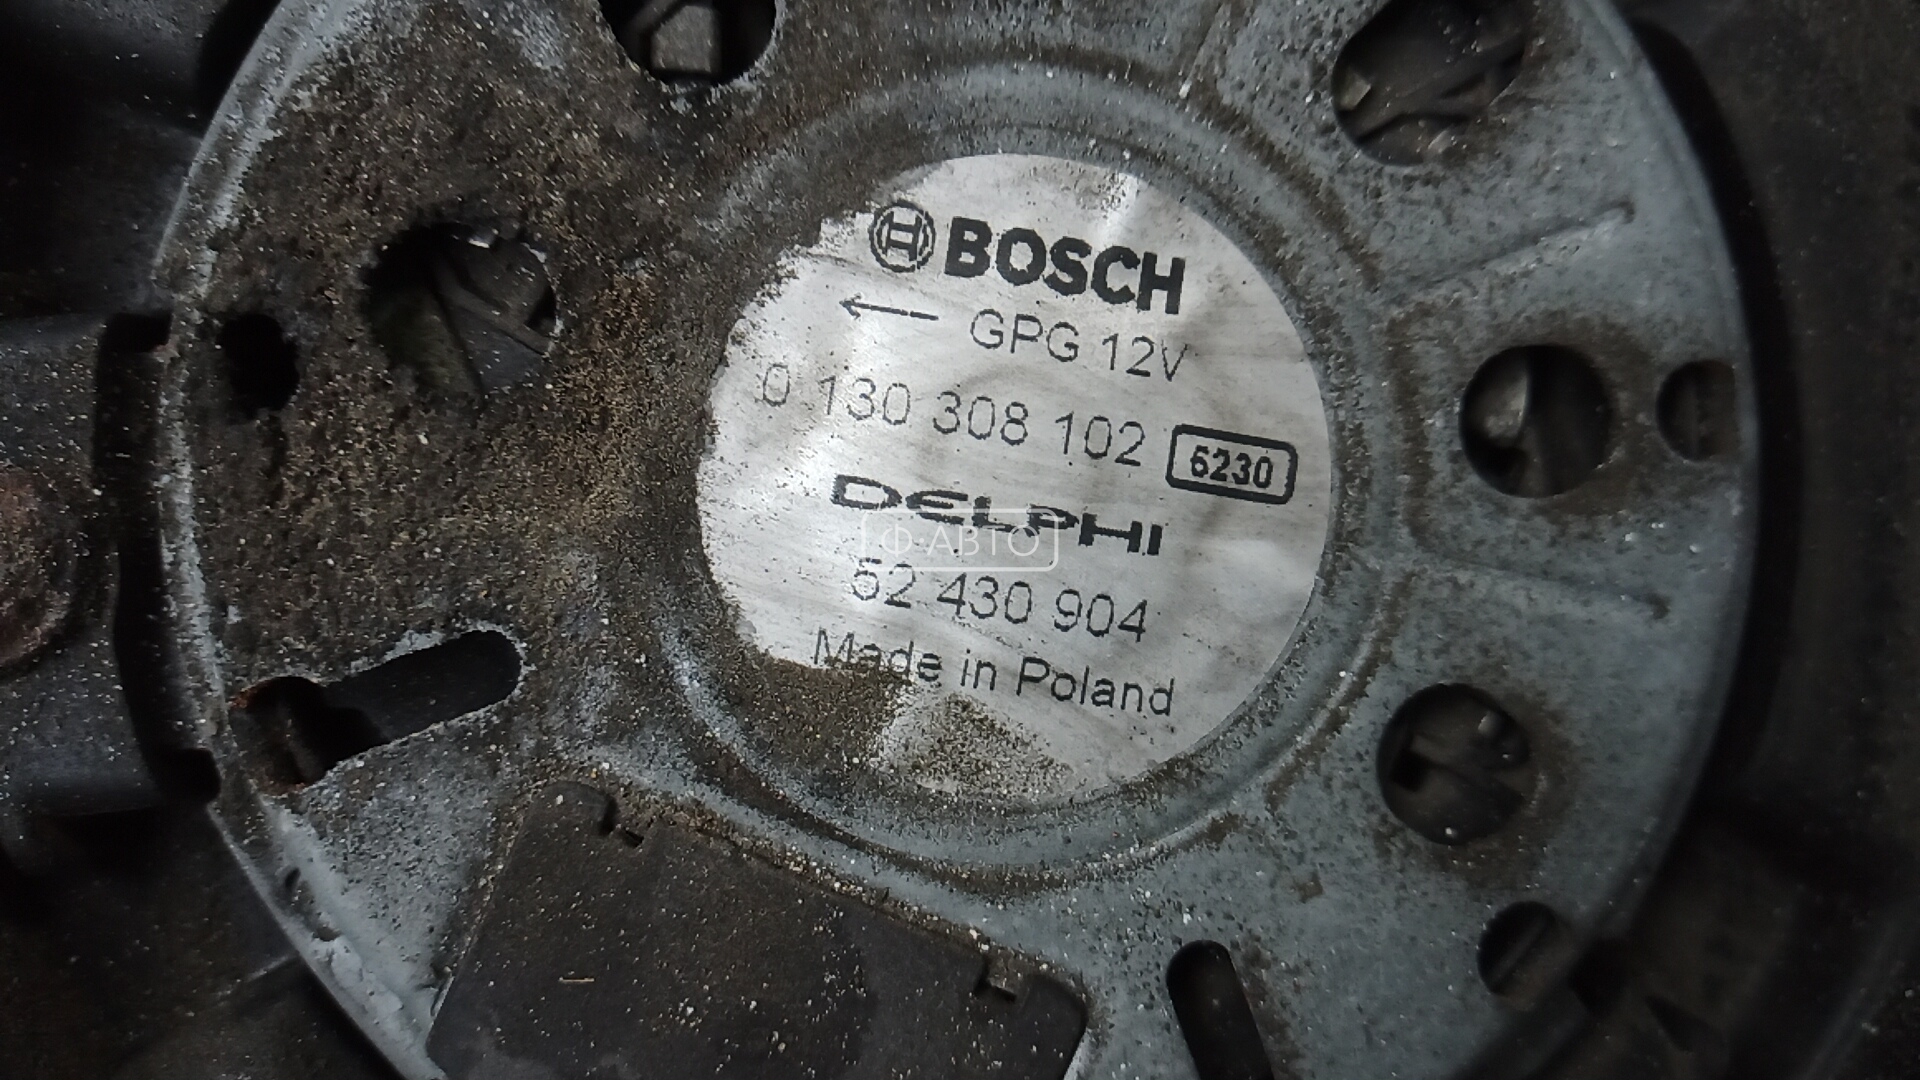 BOSCH
GPG 12V
0 130 308 102 6230
DELPHI
Ф-АВТО
52 430 904
Made in Poland